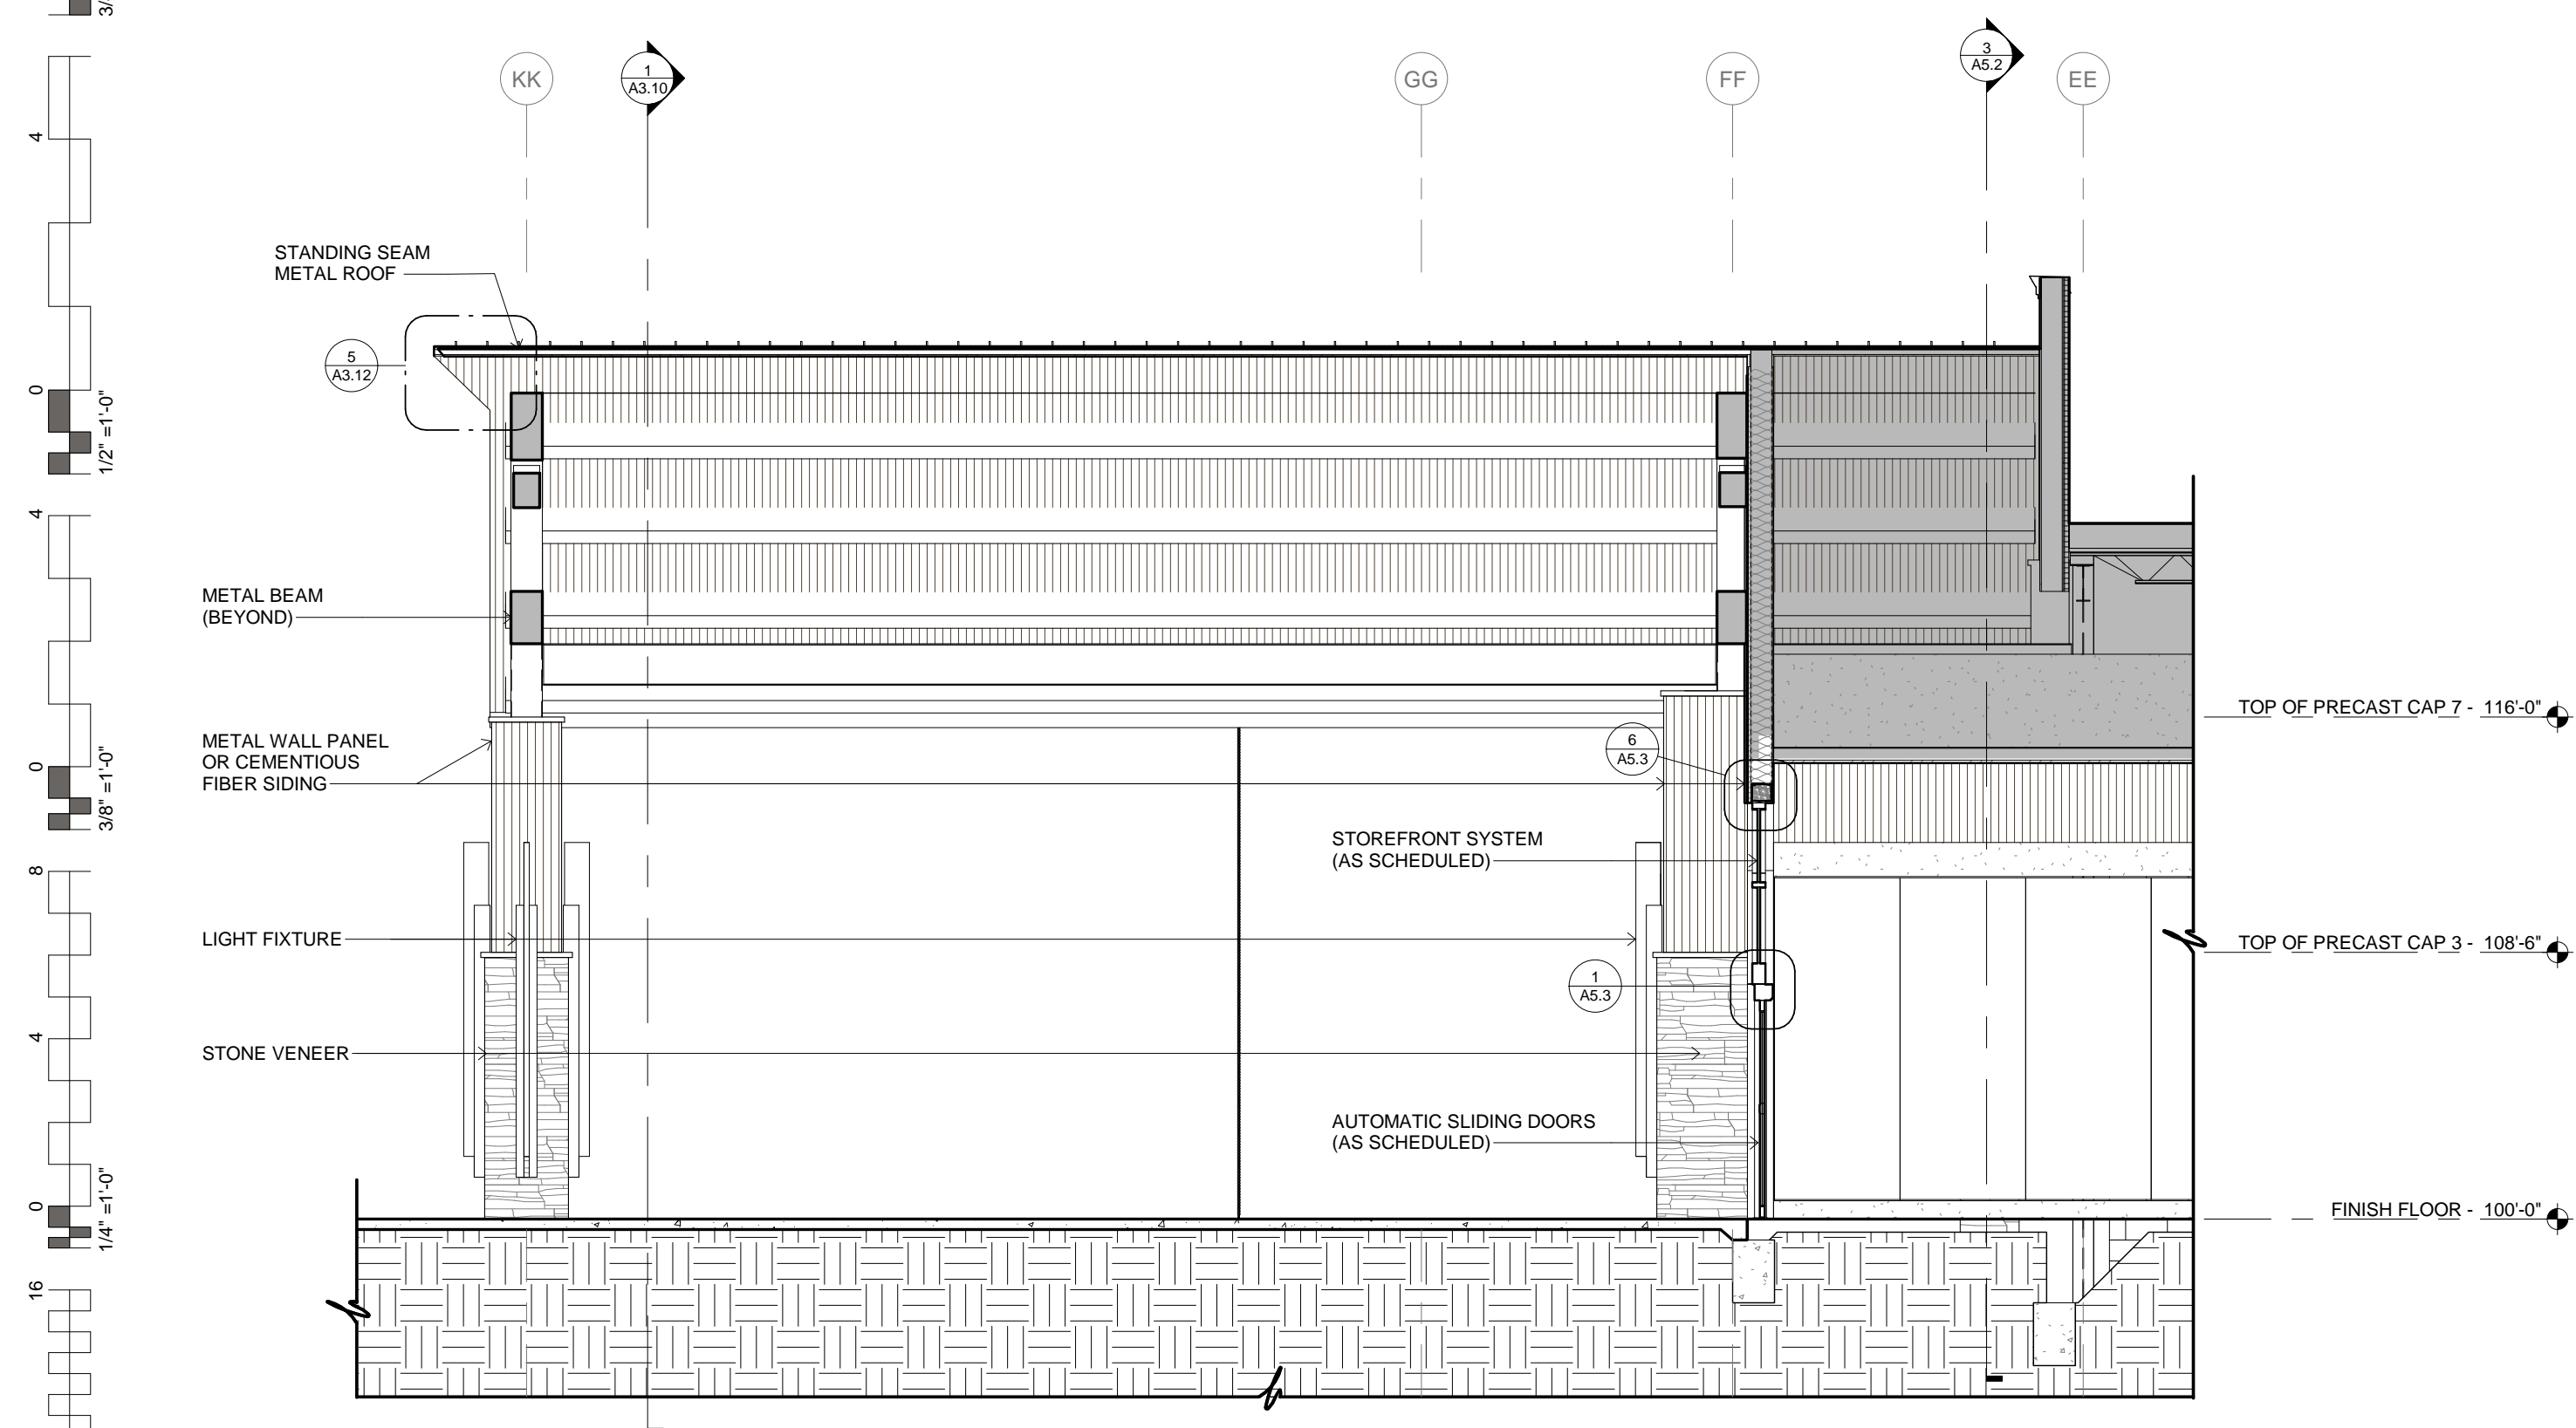 3/
4
0
1/2" =1'-0"
4
0
3/8" =1'-0"
8
4
0
1/4" =1'-0"
16
KK
1
A3.10
GG
FF
3
A5.2
EE
STANDING SEAM
METAL ROOF
5
A3.12
METAL BEAM
(BEYOND)
METAL WALL PANEL
OR CEMENTIOUS
FIBER SIDING
6
A5.3
STOREFRONT SYSTEM
(AS SCHEDULED)
LIGHT FIXTURE
1
A5.3
STONE VENEER
AUTOMATIC SLIDING DOORS
(AS SCHEDULED)
TOP OF PRECAST CAP 7 - 116'-0"
TOP OF PRECAST CAP 3 - 108'-6"
FINISH FLOOR - 100'-0"